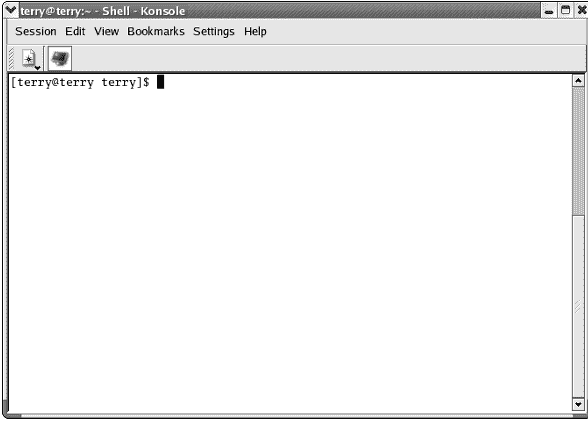 terry@terry:~ - Shell - Konsole
Session Edit View Bookmarks Settings Help
[terry@terry terry]$